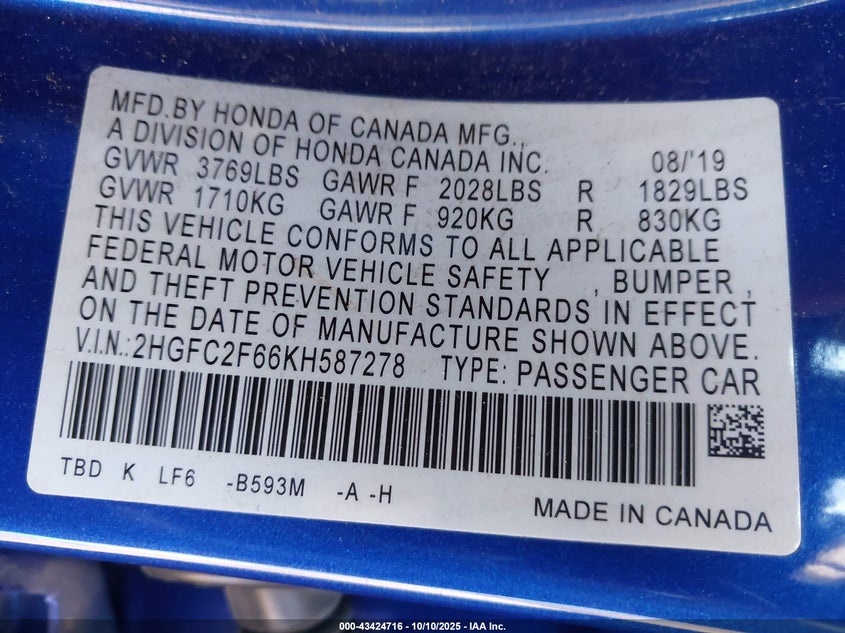 MFD.BY HONDA OF CANADA MFG.,
A DIVISION OF HONDA CANADA INC. 08/'19
GVWR 3769LBS GAWR F 2028LBS R 1829LBS
GVWR 1710KG GAWR F 920KG R 830KG
THIS VEHICLE CONFORMS TO ALL APPLICABLE
FEDERAL MOTOR VEHICLE SAFETY , BUMPER ,
AND THEFT PREVENTION STANDARDS IN EFFECT
ON THE DATE OF MANUFACTURE SHOWN ABOVE.
V.I.N.:2HGFC2F66KH587278 TYPE: PASSENGER CAR
TBD K LF6 -B593M -A -H
MADE IN CANADA
000-43424716 - 10/10/2025 - IAA Inc.